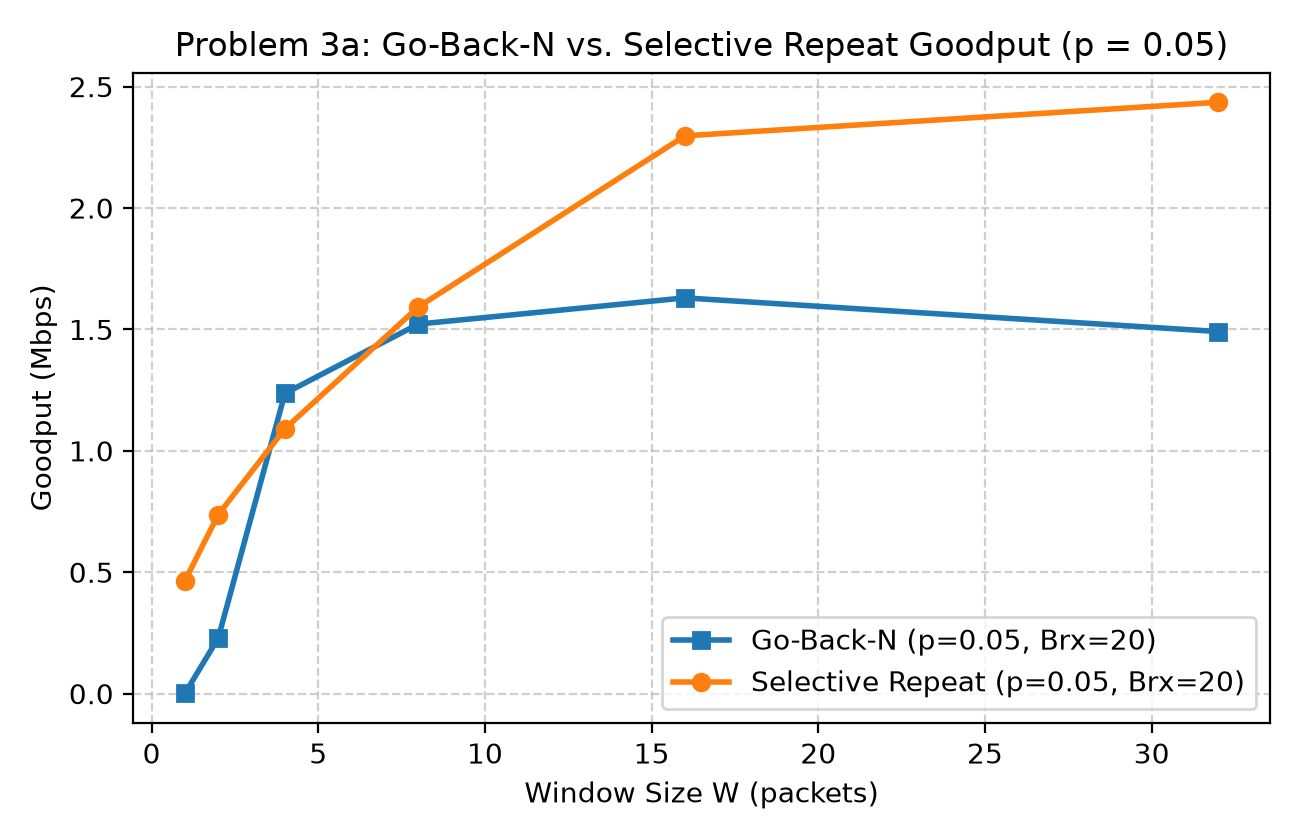 Problem 3a: Go-Back-N vs. Selective Repeat Goodput (p = 0.05)
2.5
2.0
1.5
1.0
0.5
0.0
Goodput (Mbps)
Go-Back-N (p=0.05, Brx=20)
Selective Repeat (p=0.05, Brx=20)
0 5 10 15 20 25 30
Window Size W (packets)